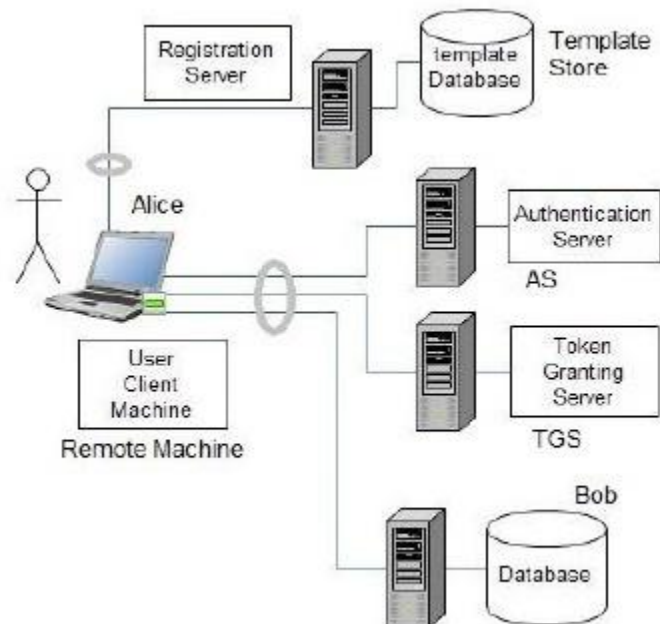 Registration
Server
template
Database
Template
Store
Alice
Authentication
Server
AS
User
Client
Machine
Remote Machine
Token
Granting
Server
TGS
Bob
Database